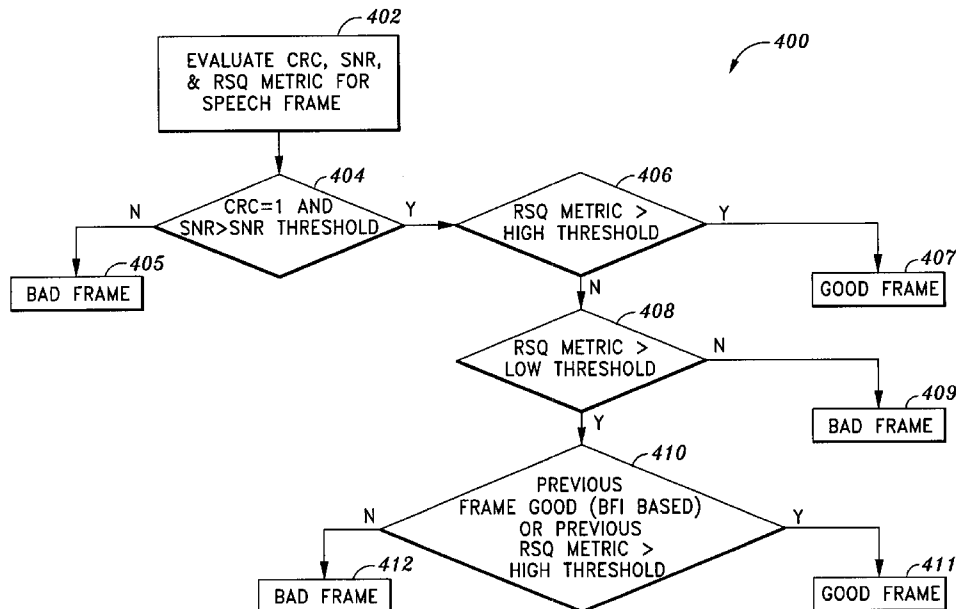 402
EVALUATE CRC, SNR,
& RSQ METRIC FOR
SPEECH FRAME
400
404
CRC=1 AND
SNR>SNR THRESHOLD
N
Y
406
RSQ METRIC >
HIGH THRESHOLD
Y
N
405
BAD FRAME
407
GOOD FRAME
408
RSQ METRIC >
LOW THRESHOLD
N
Y
409
BAD FRAME
410
PREVIOUS
FRAME GOOD (BFI BASED)
OR PREVIOUS
RSQ METRIC >
HIGH THRESHOLD
N
Y
412
BAD FRAME
411
GOOD FRAME